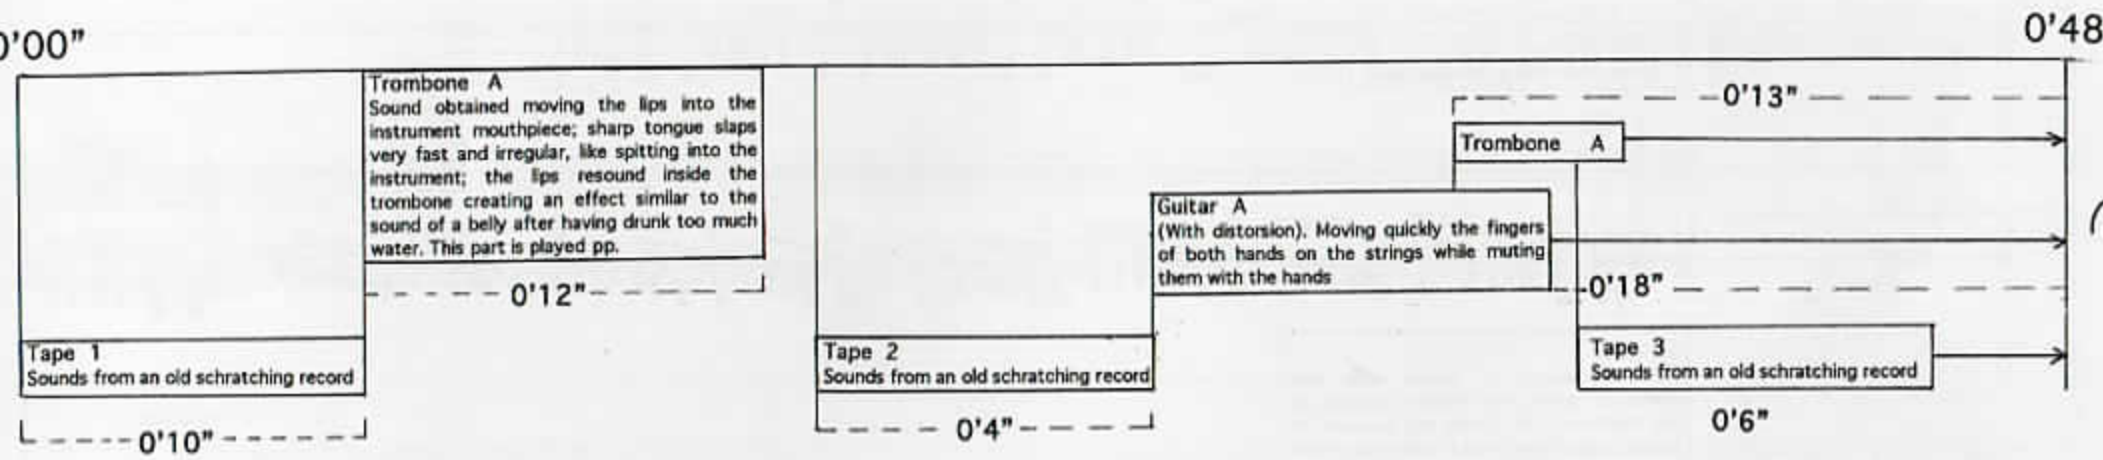 0'00"
0'48
Trombone A
Sound obtained moving the lips into the
instrument mouthpiece; sharp tongue slaps
very fast and irregular, like spitting into the
instrument; the lips resound inside the
trombone creating an effect similar to the
sound of a belly after having drunk too much
water. This part is played pp.
0'12"
Tape 1
Sounds from an old schratching record
0'10"
Tape 2
Sounds from an old schratching record
0'4"
0'13"
Trombone A
Guitar A
(With distorsion). Moving quickly the fingers
of both hands on the strings while muting
them with the hands
0'18"
Tape 3
Sounds from an old schratching record
0'6"